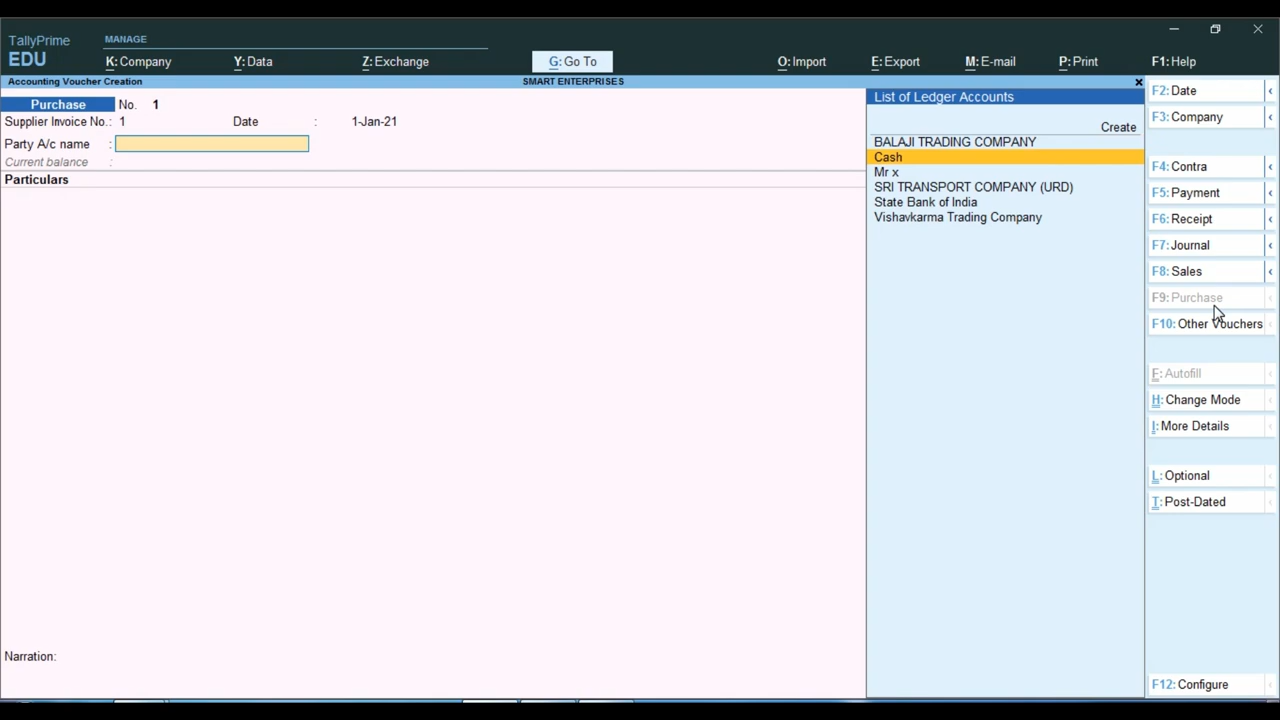 TallyPrime
EDU
MANAGE
K: Company
Y: Data
Z: Exchange
G: Go To
O: Import
E: Export
M: E-mail
P: Print
F1: Help
Accounting Voucher Creation
SMART ENTERPRISES
Purchase No. 1
Supplier Invoice No.: 1 Date : 1-Jan-21
Party A/c name :
Current balance :
Particulars
Narration:
List of Ledger Accounts
Create
BALAJI TRADING COMPANY
Cash
Mr x
SRI TRANSPORT COMPANY (URD)
State Bank of India
Vishavkarma Trading Company
F2: Date
F3: Company
F4: Contra
F5: Payment
F6: Receipt
F7: Journal
F8: Sales
F9: Purchase
F10: Other Vouchers
F: Autofill
H: Change Mode
I: More Details
L: Optional
T: Post-Dated
F12: Configure